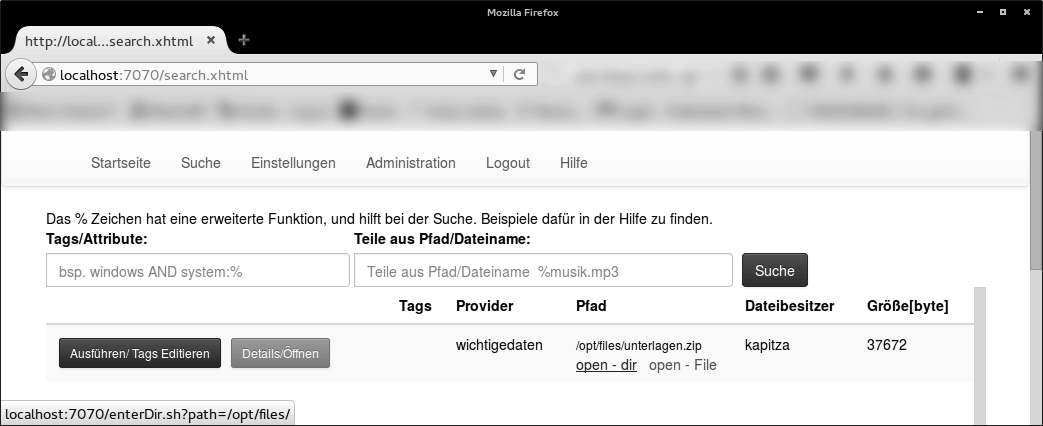 Mozilla Firefox
http://local...search.xhtml
localhost:7070/search.xhtml
Startseite Suche Einstellungen Administration Logout Hilfe
Das % Zeichen hat eine erweiterte Funktion, und hilft bei der Suche. Beispiele dafür in der Hilfe zu finden.
Tags/Attribute: Teile aus Pfad/Dateiname:
bsp. windows AND system:% Teile aus Pfad/Dateiname %musik.mp3 Suche
Tags Provider Pfad Dateibesitzer Größe[byte]
Ausführen/ Tags Editieren Details/Öffnen wichtigedaten /opt/files/unterlagen.zip kapitza 37672
open - dir open - File
localhost:7070/enterDir.sh?path=/opt/files/